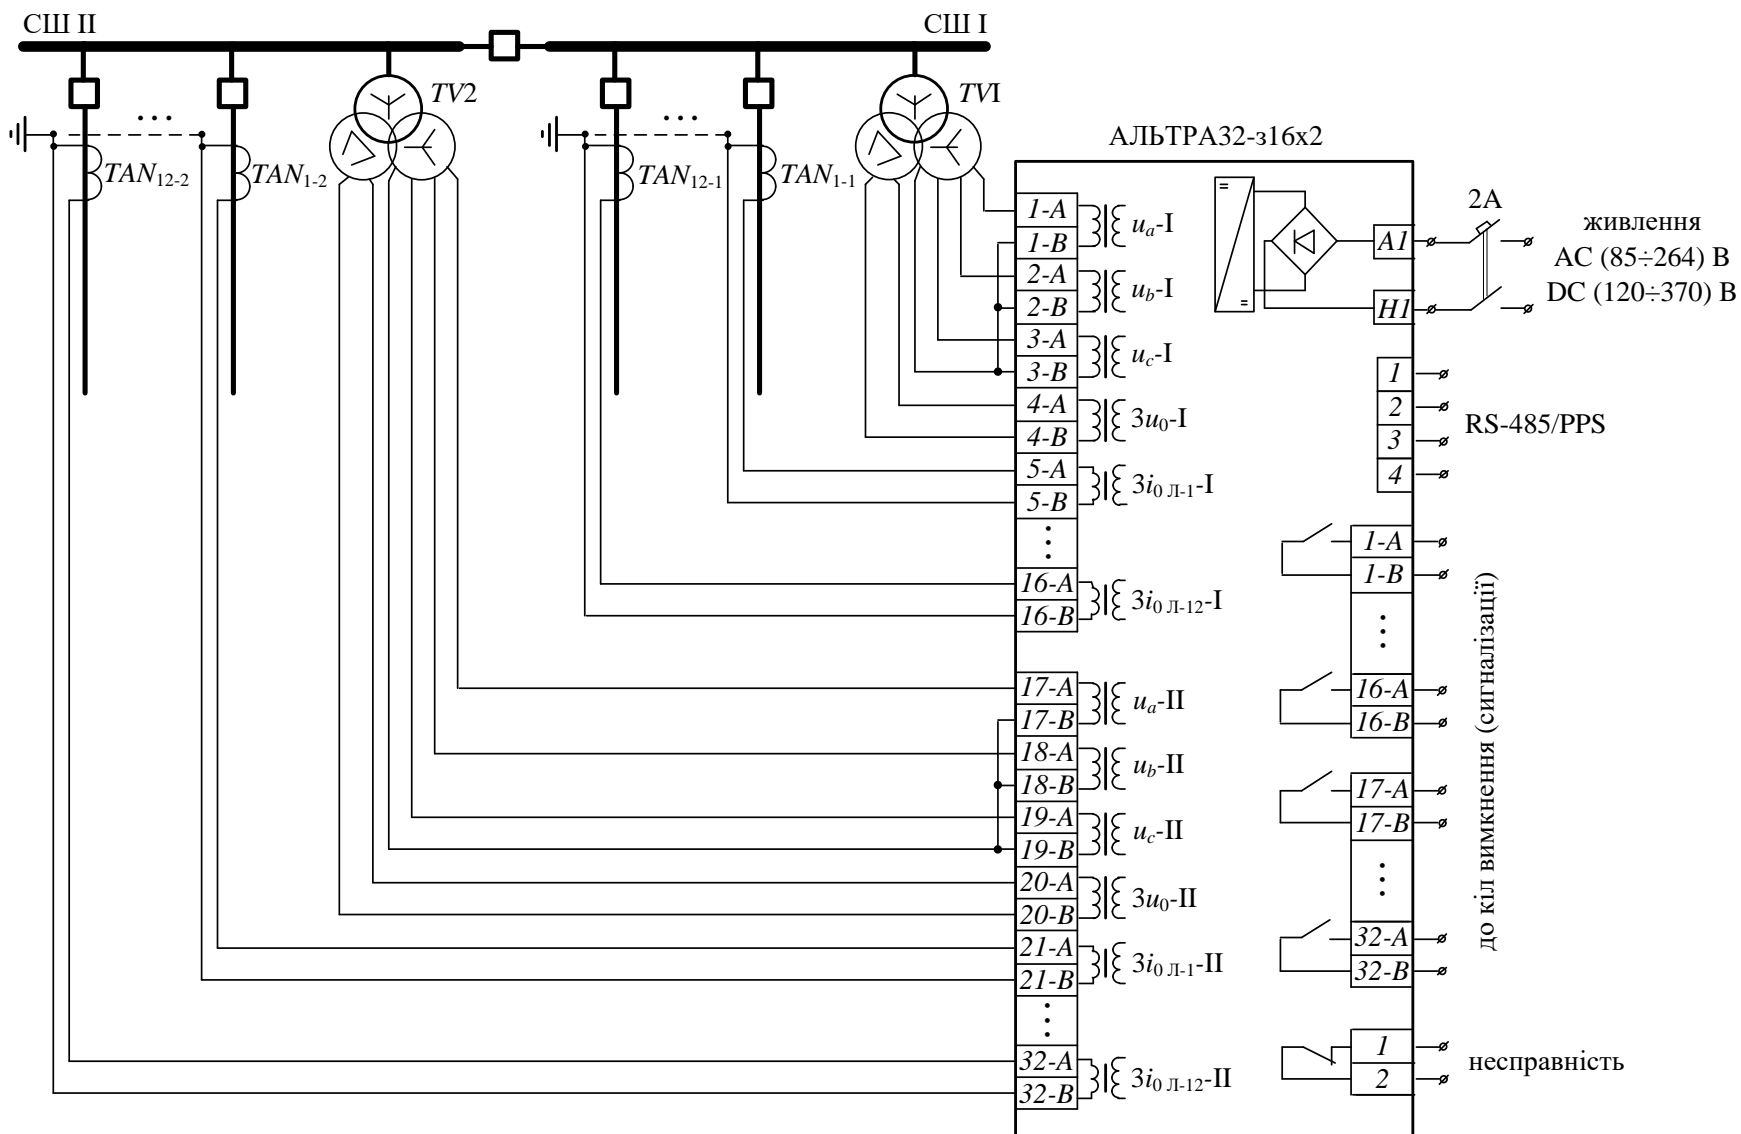 СШ II
СШ I
TV2
TV1
TAN12-2
...
TAN1-2
TAN12-1
...
TAN1-1
АЛЬТРА32-з16х2
1-A
1-B
ua-I
2-A
2-B
ub-I
3-A
3-B
uc-I
4-A
4-B
3u0-I
5-A
5-B
3i0 Л-1-I
16-A
16-B
3i0 Л-12-I
17-A
17-B
ua-II
18-A
18-B
ub-II
19-A
19-B
uc-II
20-A
20-B
3u0-II
21-A
21-B
3i0 Л-1-II
32-A
32-B
3i0 Л-12-II
A1
H1
2А
живлення
АС (85÷264) В
DC (120÷370) В
1
2
3
4
RS-485/PPS
1-A
1-B
16-A
16-B
17-A
17-B
32-A
32-B
до кіл вимкнення (сигналізації)
1
2
несправність